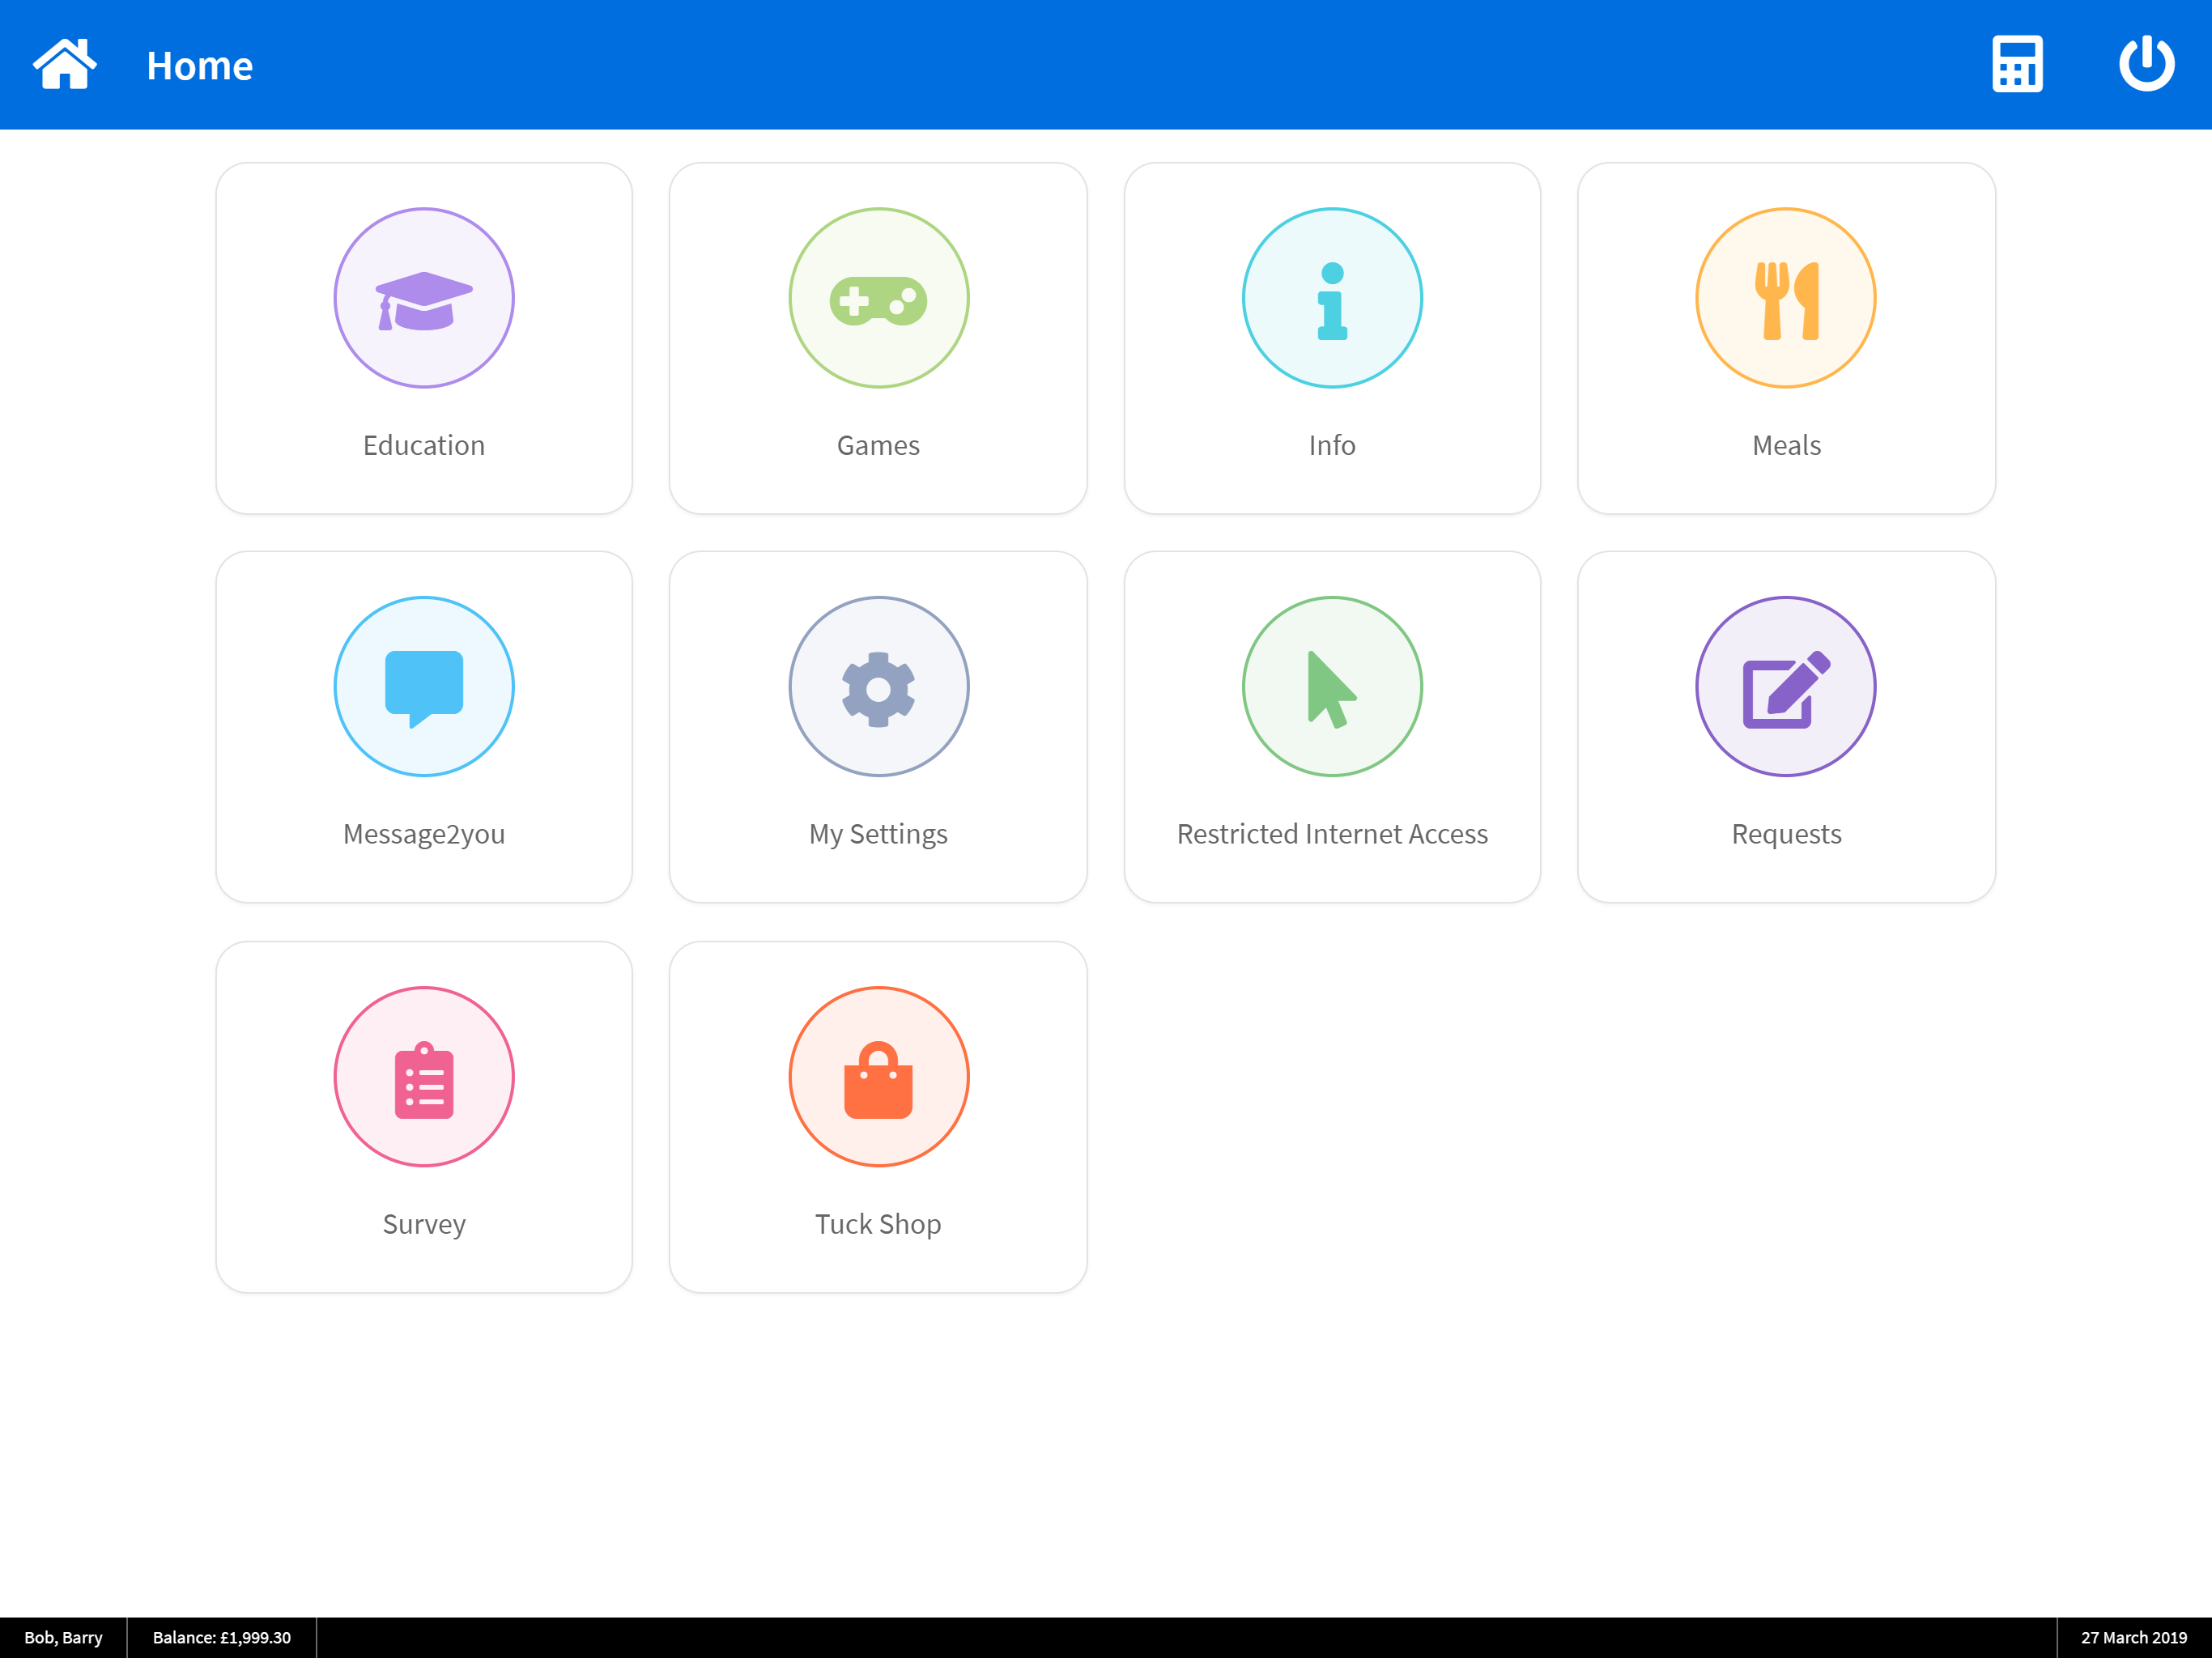 Home
Education
Games
Info
Meals
Message2you
My Settings
Restricted Internet Access
Requests
Survey
Tuck Shop
Bob, Barry
Balance: £1,999.30
27 March 2019